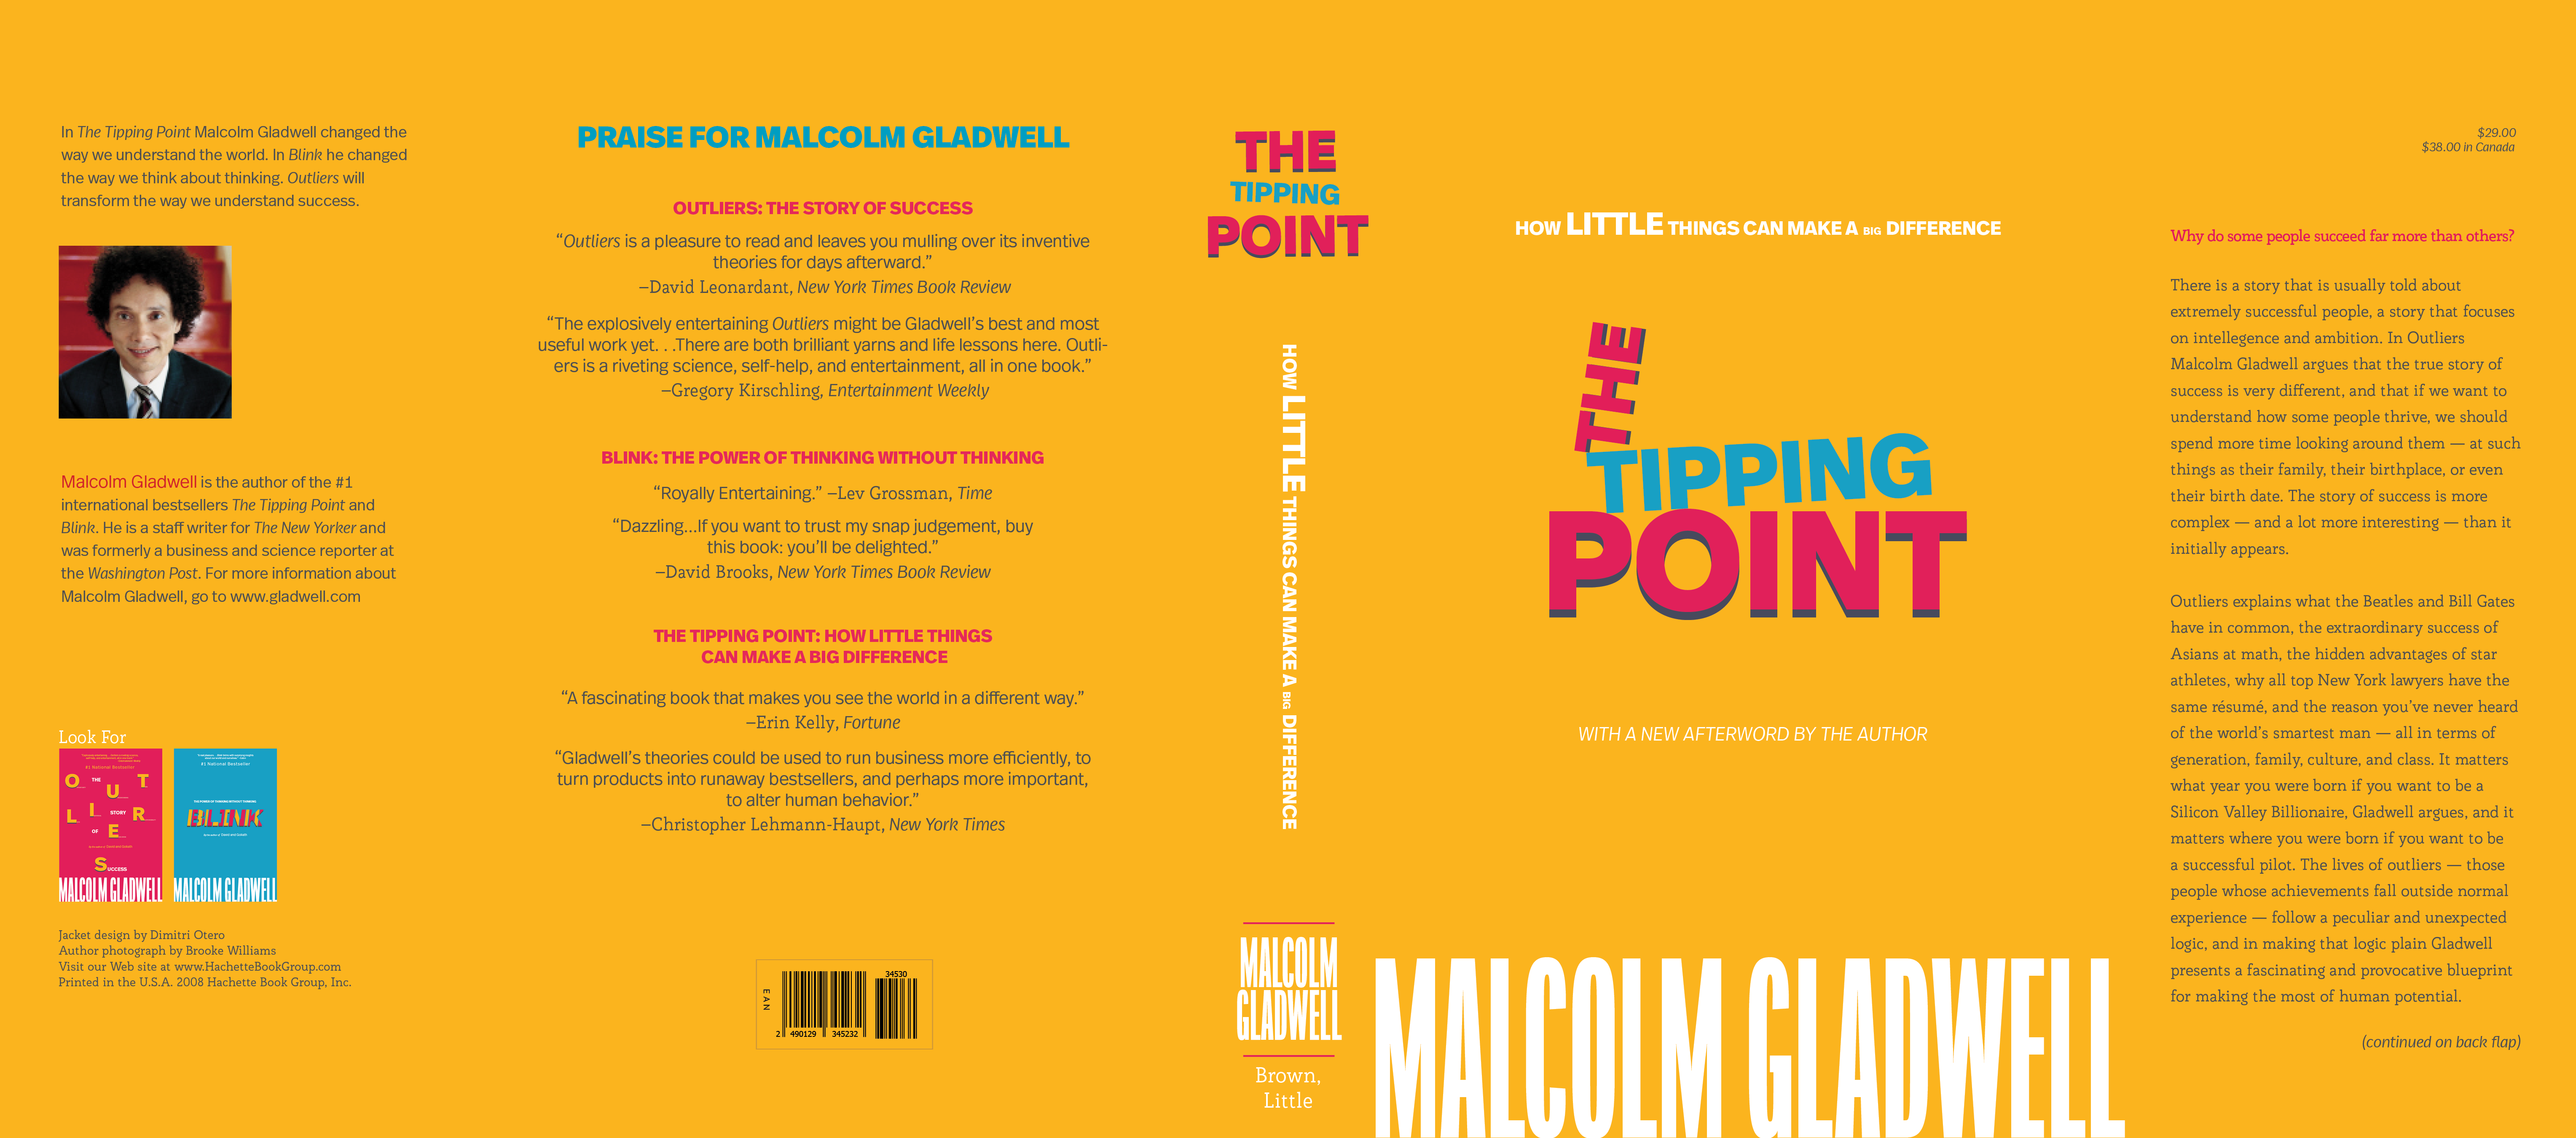 In The Tipping Point Malcolm Gladwell changed the
way we understand the world. In Blink he changed
the way we think about thinking. Outliers will
transform the way we understand success.
Malcolm Gladwell is the author of the #1
international bestsellers The Tipping Point and
Blink. He is a staff writer for The New Yorker and
was formerly a business and science reporter at
the Washington Post. For more information about
Malcolm Gladwell, go to www.gladwell.com
Look For
#1 National Bestseller
O THE U T
L I STORY R
OF E
SUCCESS
MALCOLM GLADWELL
#1 National Bestseller
THE POWER OF THINKING WITHOUT THINKING
BLINK
MALCOLM GLADWELL
Jacket design by Dimitri Otero
Author photograph by Brooke Williams
Visit our Web site at www.HachetteBookGroup.com
Printed in the U.S.A. 2008 Hachette Book Group, Inc.
PRAISE FOR MALCOLM GLADWELL
OUTLIERS: THE STORY OF SUCCESS
“Outliers is a pleasure to read and leaves you mulling over its inventive
theories for days afterward.”
–David Leonardant, New York Times Book Review
“The explosively entertaining Outliers might be Gladwell’s best and most
useful work yet. . .There are both brilliant yarns and life lessons here. Outli-
ers is a riveting science, self-help, and entertainment, all in one book.”
–Gregory Kirschling, Entertainment Weekly
BLINK: THE POWER OF THINKING WITHOUT THINKING
“Royally Entertaining.” –Lev Grossman, Time
“Dazzling...If you want to trust my snap judgement, buy
this book: you’ll be delighted.”
–David Brooks, New York Times Book Review
THE TIPPING POINT: HOW LITTLE THINGS
CAN MAKE A BIG DIFFERENCE
“A fascinating book that makes you see the world in a different way.”
–Erin Kelly, Fortune
“Gladwell’s theories could be used to run business more efficiently, to
turn products into runaway bestsellers, and perhaps more important,
to alter human behavior.”
–Christopher Lehmann-Haupt, New York Times
EAN
34530
2 490129 345232
THE
TIPPING
POINT
HOW LITTLE THINGS CAN MAKE A BIG DIFFERENCE
MALCOLM
GLADWELL
Brown,
Little
HOW LITTLE THINGS CAN MAKE A BIG DIFFERENCE
THE
TIPPING
POINT
WITH A NEW AFTERWORD BY THE AUTHOR
MALCOLM GLADWELL
$29.00
$38.00 in Canada
Why do some people succeed far more than others?
There is a story that is usually told about
extremely successful people, a story that focuses
on intellegence and ambition. In Outliers
Malcolm Gladwell argues that the true story of
success is very different, and that if we want to
understand how some people thrive, we should
spend more time looking around them — at such
things as their family, their birthplace, or even
their birth date. The story of success is more
complex — and a lot more interesting — than it
initially appears.
Outliers explains what the Beatles and Bill Gates
have in common, the extraordinary success of
Asians at math, the hidden advantages of star
athletes, why all top New York lawyers have the
same résumé, and the reason you’ve never heard
of the world’s smartest man — all in terms of
generation, family, culture, and class. It matters
what year you were born if you want to be a
Silicon Valley Billionaire, Gladwell argues, and it
matters where you were born if you want to be
a successful pilot. The lives of outliers — those
people whose achievements fall outside normal
experience — follow a peculiar and unexpected
logic, and in making that logic plain Gladwell
presents a fascinating and provocative blueprint
for making the most of human potential.
(continued on back flap)